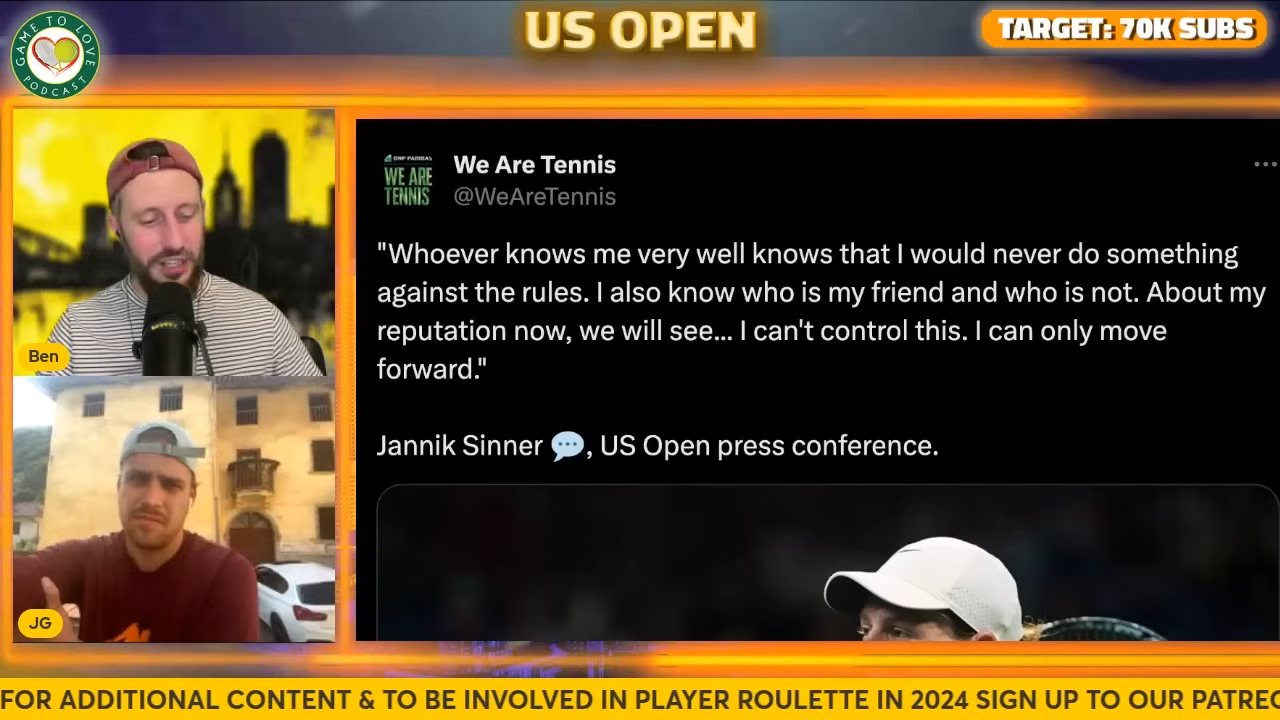 GAME TO LOVE
PODCAST
US OPEN
TARGET: 70K SUBS
Ben
JG
BNP PARIBAS
WE ARE
TENNIS
We Are Tennis
@WeAreTennis
"Whoever knows me very well knows that I would never do something
against the rules. I also know who is my friend and who is not. About my
reputation now, we will see... I can't control this. I can only move
forward."
Jannik Sinner 💬, US Open press conference.
FOR ADDITIONAL CONTENT & TO BE INVOLVED IN PLAYER ROULETTE IN 2024 SIGN UP TO OUR PATREO